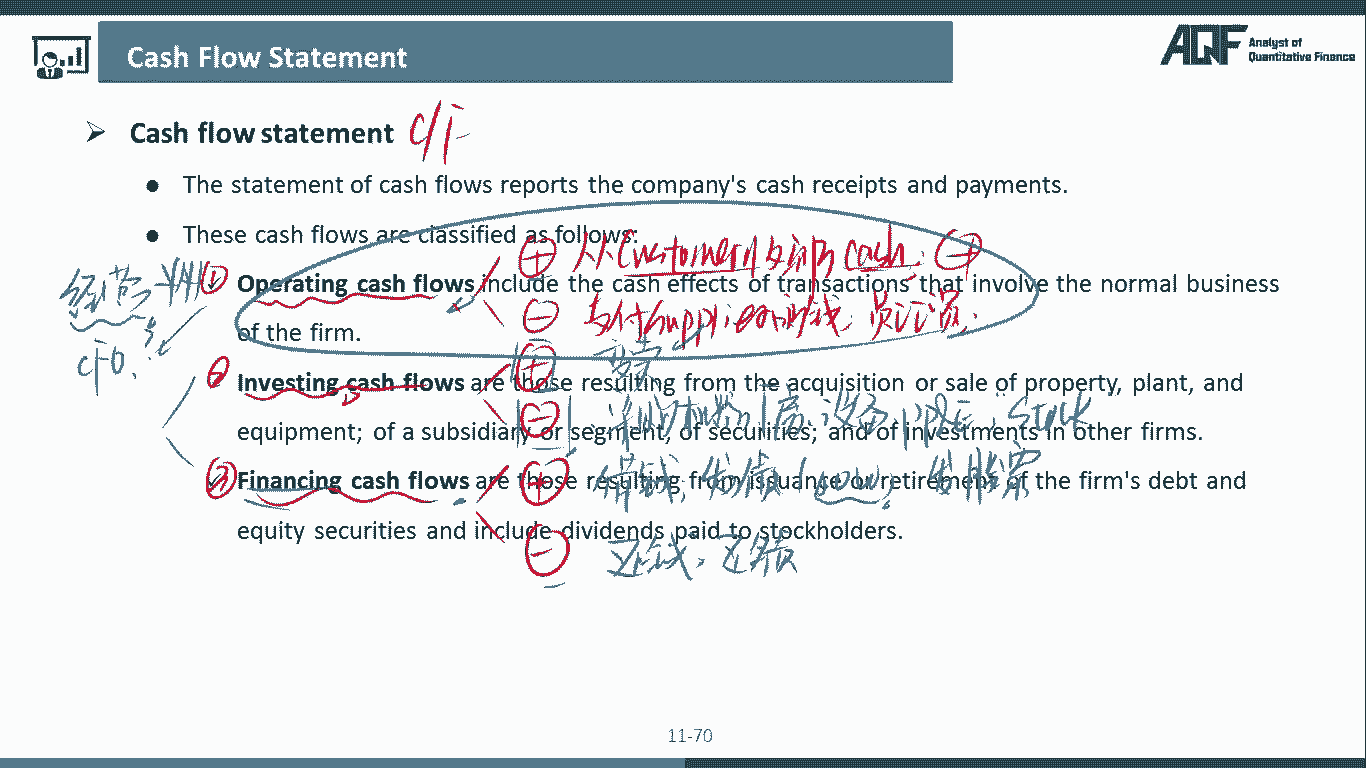 Cash Flow Statement
AQF Analyst of
Quantitative Finance
Cash flow statement C/F
The statement of cash flows reports the company's cash receipts and payments.
These cash flows are classified as follows:
⊕ 从Customer收到的cash. ⊕
经营 ① Operating cash flows include the cash effects of transactions that involve the normal business
⊖ 支付supplier的钱 员工工资.
of the firm.
CFO.
⊕ 变卖
② Investing cash flows are those resulting from the acquisition or sale of property, plant, and
⊖ 厂房.设备. Stock
equipment; of a subsidiary or segment, of securities; and of investments in other firms.
⊕ 借钱, 发债 100W. 发股票
③ Financing cash flows are those resulting from issuance or retirement of the firm's debt and
equity securities and include dividends paid to stockholders.
⊖ 还钱. 还债
11-70